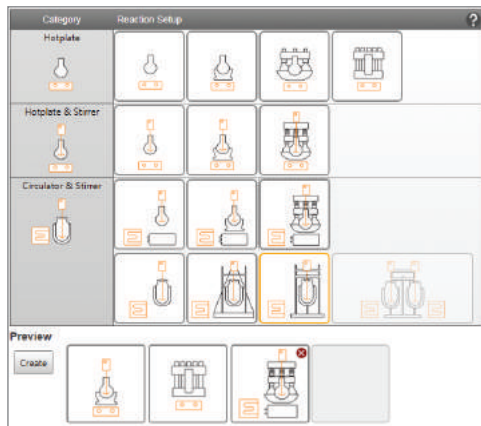 Category Reaction Setup ?
Hotplate
Hotplate & Stirrer
Circulator & Stirrer
Preview
Create